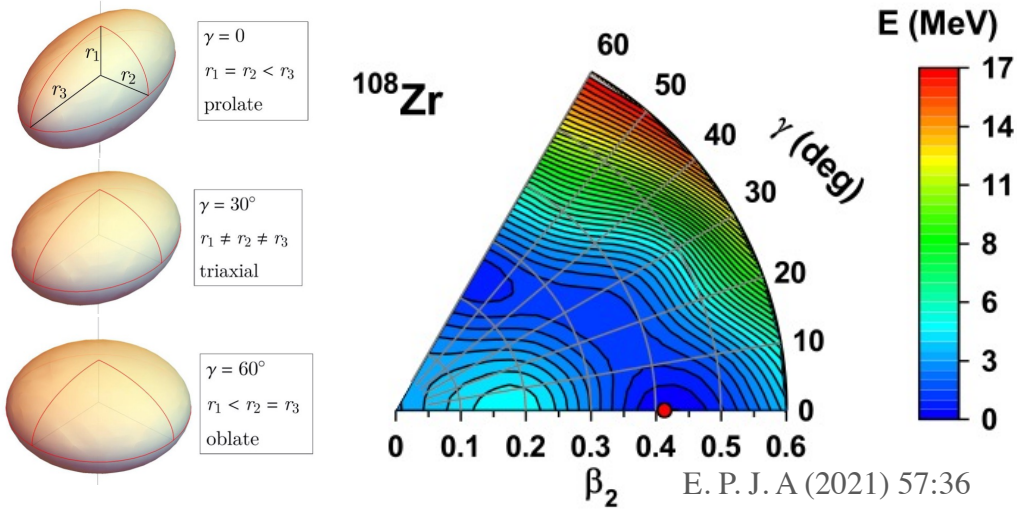 r₁
r₂
r₃
γ = 0
r₁ = r₂ < r₃
prolate
γ = 30°
r₁ ≠ r₂ ≠ r₃
triaxial
γ = 60°
r₁ < r₂ = r₃
oblate
¹⁰⁸Zr
60
50
40
30
20
10
0
γ (deg)
0 0.1 0.2 0.3 0.4 0.5 0.6
β₂
E (MeV)
17
14
11
8
6
3
0
E. P. J. A (2021) 57:36